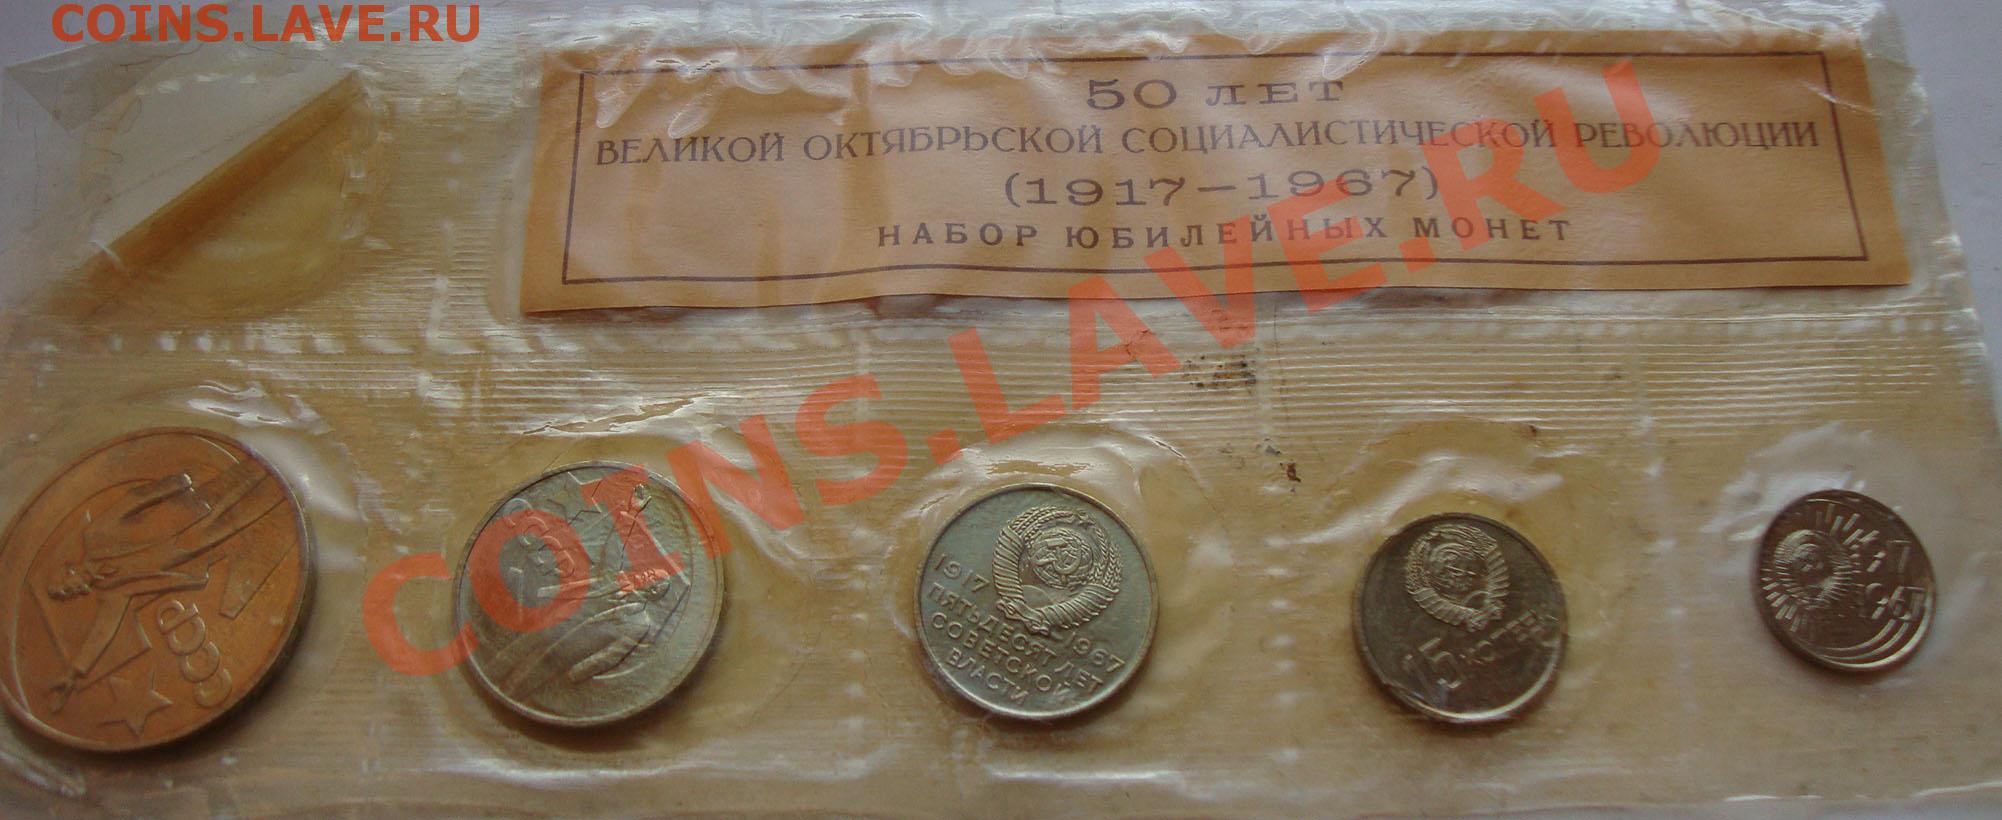 COINS.LAVE.RU
50 ЛЕТ
ВЕЛИКОЙ ОКТЯБРЬСКОЙ СОЦИАЛИСТИЧЕСКОЙ РЕВОЛЮЦИИ
(1917–1967)
НАБОР ЮБИЛЕЙНЫХ МОНЕТ
COINS.LAVE.RU
СССР
1917
1967
ПЯТЬДЕСЯТ ЛЕТ
СОВЕТСКОЙ
ВЛАСТИ
15